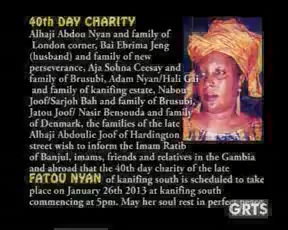 40th DAY CHARITY
Alhaji Abdou Nyan and family of
London corner, Bai Ebrima Jeng
(husband) and family of new
perseverance, Aja Sohna Ceesay and
family of Brusubi, Adam Nyan/Hali Gai
and family of kanifing estate, Nabou
Joof/Sarjoh Bah and family of Brusubi,
Jatou Joof/ Nasir Bensouda and family
of Denmark, the families of the late
Alhaji Abdoulie Joof of Hardington
street wish to inform the Imam Ratib
of Banjul, imams, friends and relatives in the Gambia
and abroad that the 40th day charity of the late
FATOU NYAN of kanifing south is scheduled to take
place on January 26th 2013 at kanifing south
commencing at 5pm. May her soul rest in perfect
GRTS